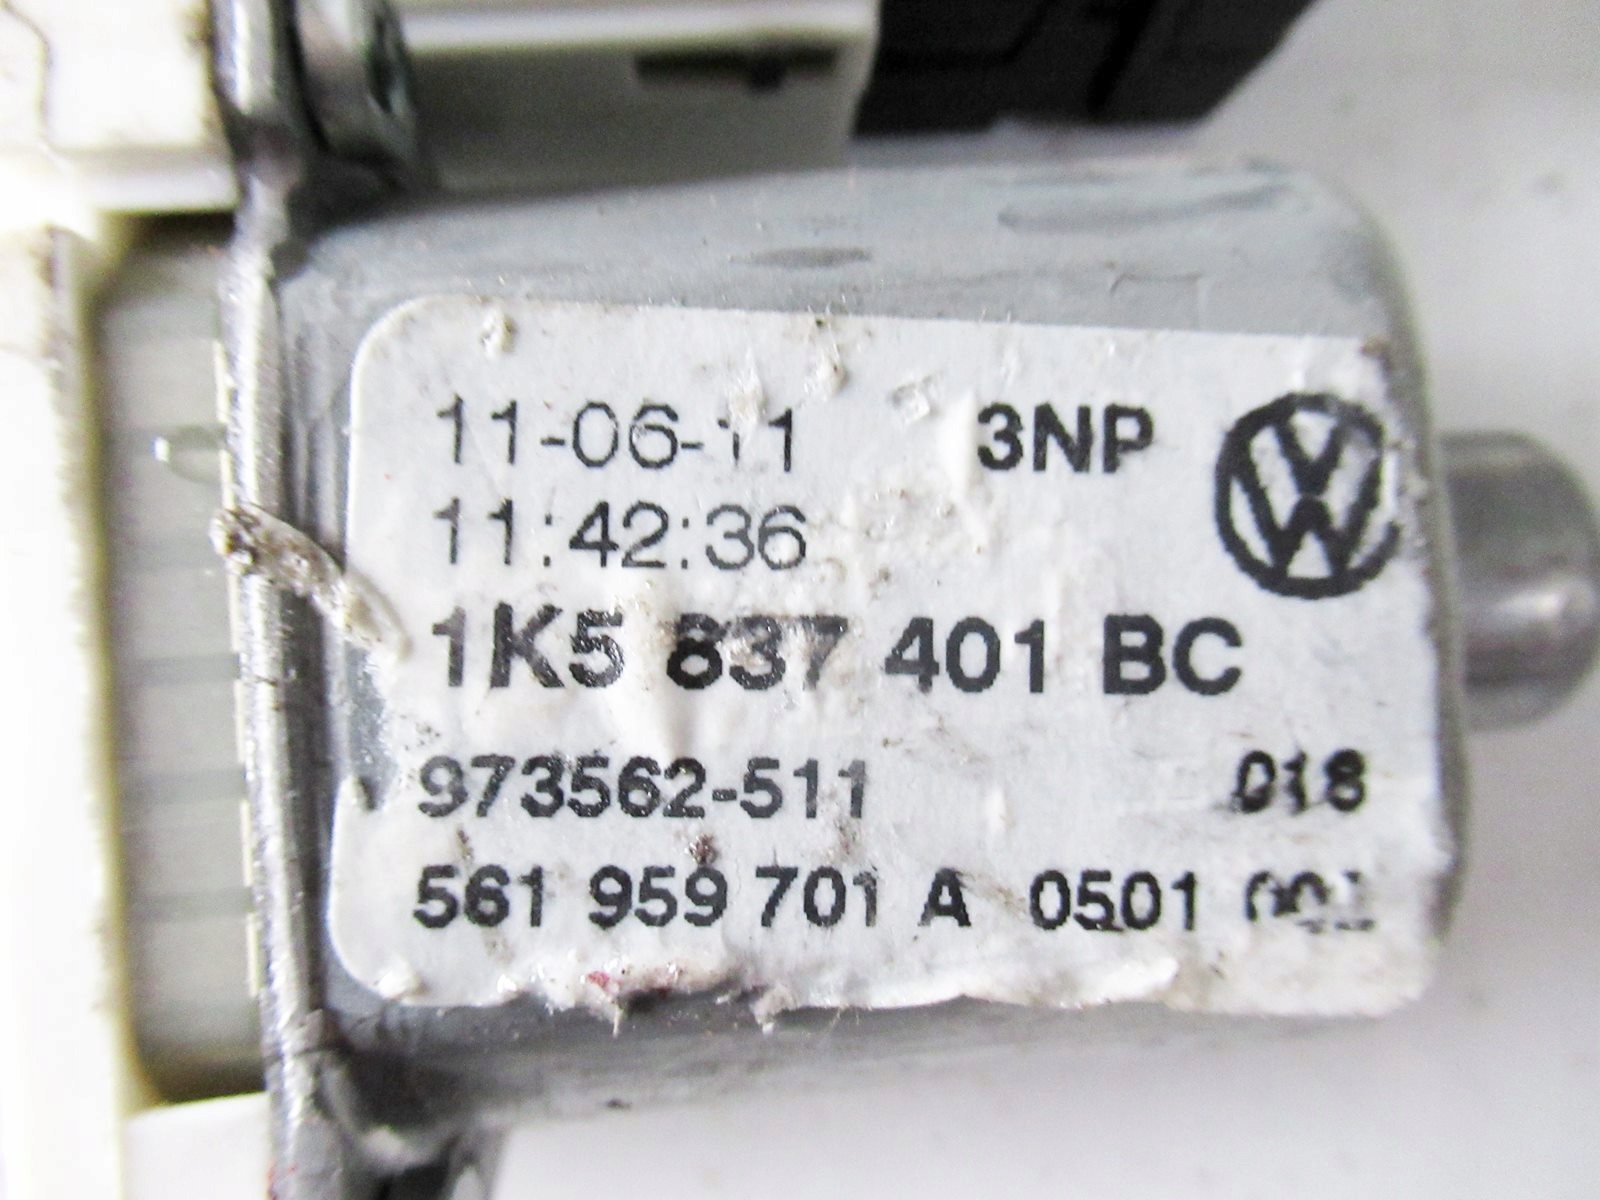 11-06-11 3NP
11:42:36
1K5 837 401 BC
973562-511 018
561 959 701 A 0501